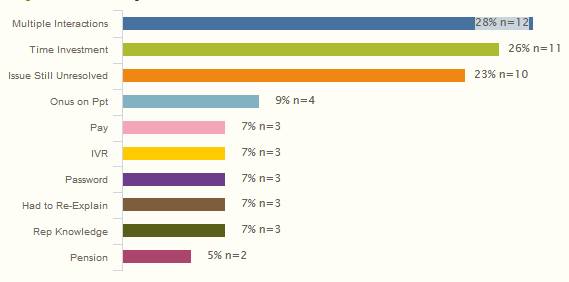 Multiple Interactions 28% n=12
Time Investment 26% n=11
Issue Still Unresolved 23% n=10
Onus on Ppt 9% n=4
Pay 7% n=3
IVR 7% n=3
Password 7% n=3
Had to Re-Explain 7% n=3
Rep Knowledge 7% n=3
Pension 5% n=2